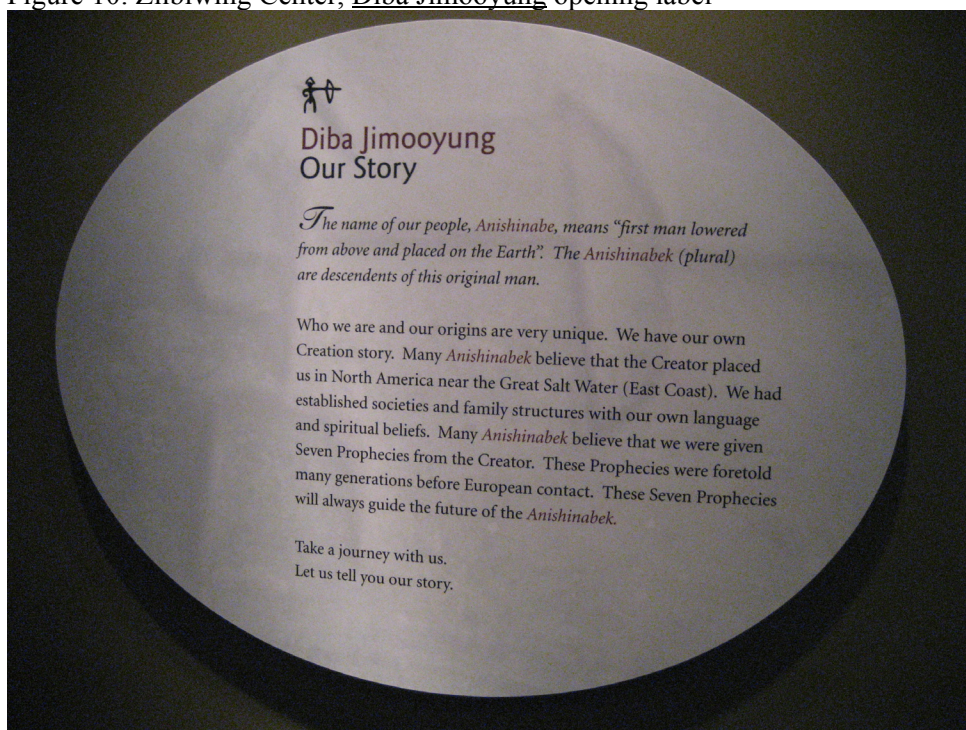 Figure 10. Ziibiwing Center, Diba Jimooyung opening label
Diba Jimooyung
Our Story
The name of our people, Anishinabe, means “first man lowered
from above and placed on the Earth”. The Anishinabek (plural)
are descendents of this original man.
Who we are and our origins are very unique. We have our own
Creation story. Many Anishinabek believe that the Creator placed
us in North America near the Great Salt Water (East Coast). We had
established societies and family structures with our own language
and spiritual beliefs. Many Anishinabek believe that we were given
Seven Prophecies from the Creator. These Prophecies were foretold
many generations before European contact. These Seven Prophecies
will always guide the future of the Anishinabek.
Take a journey with us.
Let us tell you our story.